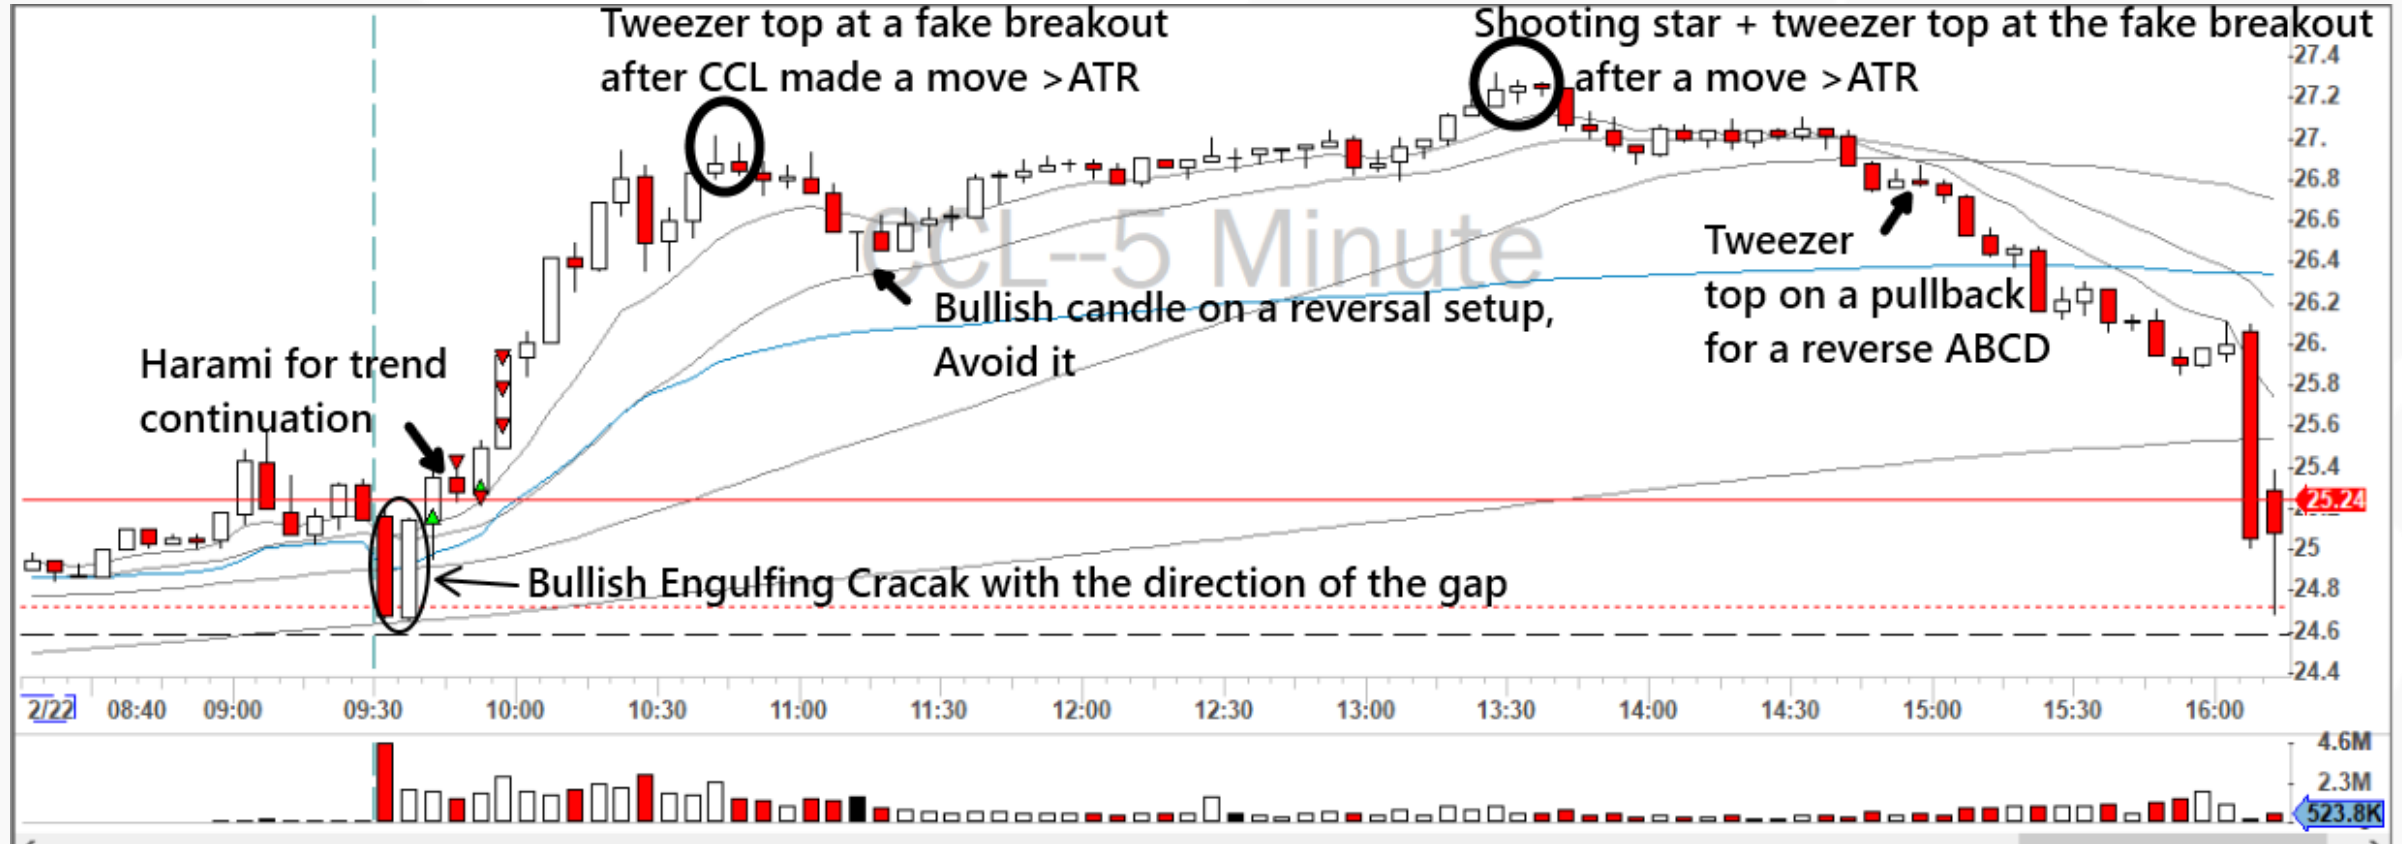 Tweezer top at a fake breakout
after CCL made a move >ATR
Shooting star + tweezer top at the fake breakout
after a move >ATR
CCL--5 Minute
Tweezer
top on a pullback
for a reverse ABCD
Bullish candle on a reversal setup,
Avoid it
Harami for trend
continuation
Bullish Engulfing Cracak with the direction of the gap
27.4
27.2
27.
26.8
26.6
26.4
26.2
26.
25.8
25.6
25.4
25.24
25
24.8
24.6
24.4
2/22 08:40 09:00 09:30 10:00 10:30 11:00 11:30 12:00 12:30 13:00 13:30 14:00 14:30 15:00 15:30 16:00
4.6M
2.3M
523.8K